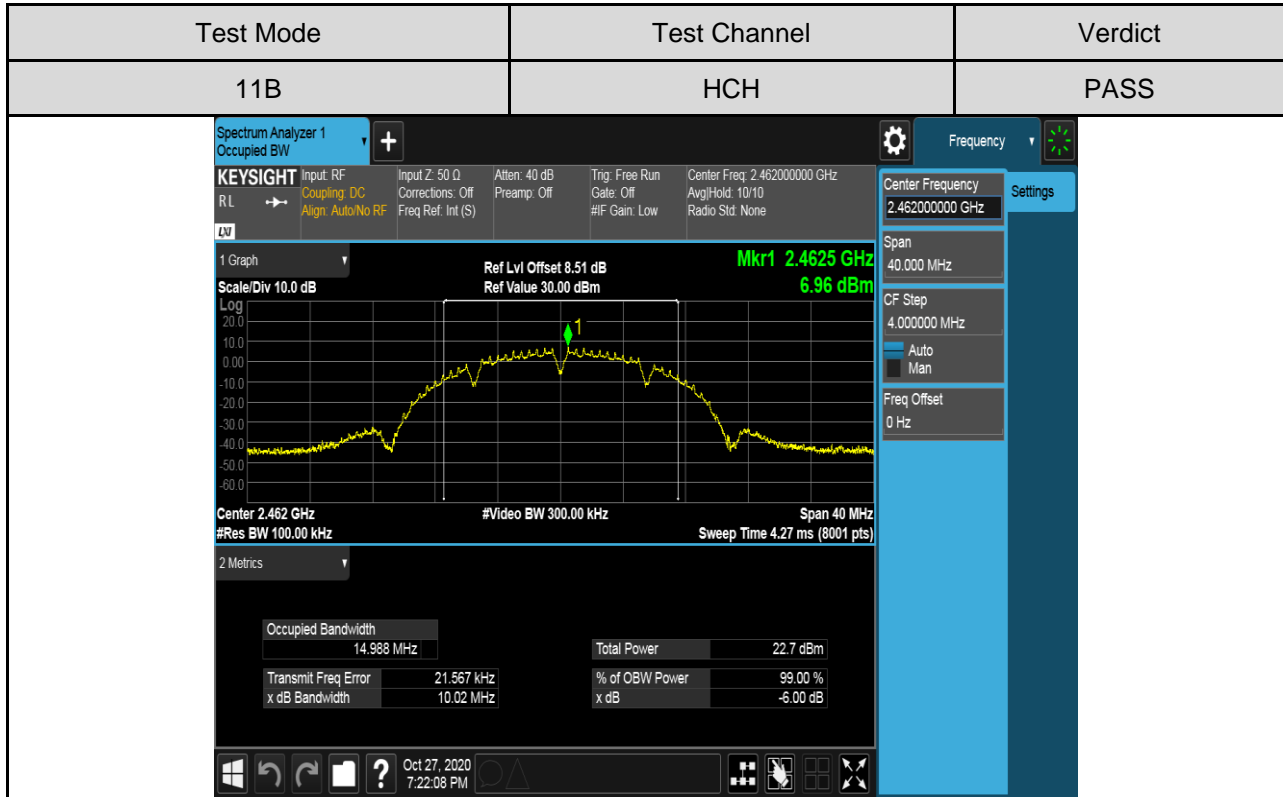 Test Mode Test Channel Verdict
11B HCH PASS
Spectrum Analyzer 1
Occupied BW
+
Frequency
KEYSIGHT Input: RF Input Z: 50 Ω Atten: 40 dB Trig: Free Run Center Freq: 2.462000000 GHz
RL Coupling: DC Corrections: Off Preamp: Off Gate: Off Avg|Hold: 10/10
Align: Auto/No RF Freq Ref: Int (S) #IF Gain: Low Radio Std: None
LXI
Center Frequency
2.462000000 GHz
Settings
Span
40.000 MHz
CF Step
4.000000 MHz
Auto
Man
Freq Offset
0 Hz
1 Graph
Scale/Div 10.0 dB
Ref Lvl Offset 8.51 dB
Ref Value 30.00 dBm
Mkr1 2.4625 GHz
6.96 dBm
Log
20.0
10.0
0.00
-10.0
-20.0
-30.0
-40.0
-50.0
-60.0
1
Center 2.462 GHz #Video BW 300.00 kHz Span 40 MHz
#Res BW 100.00 kHz Sweep Time 4.27 ms (8001 pts)
2 Metrics
Occupied Bandwidth
14.988 MHz
Total Power 22.7 dBm
Transmit Freq Error 21.567 kHz % of OBW Power 99.00 %
x dB Bandwidth 10.02 MHz x dB -6.00 dB
?
Oct 27, 2020
7:22:08 PM